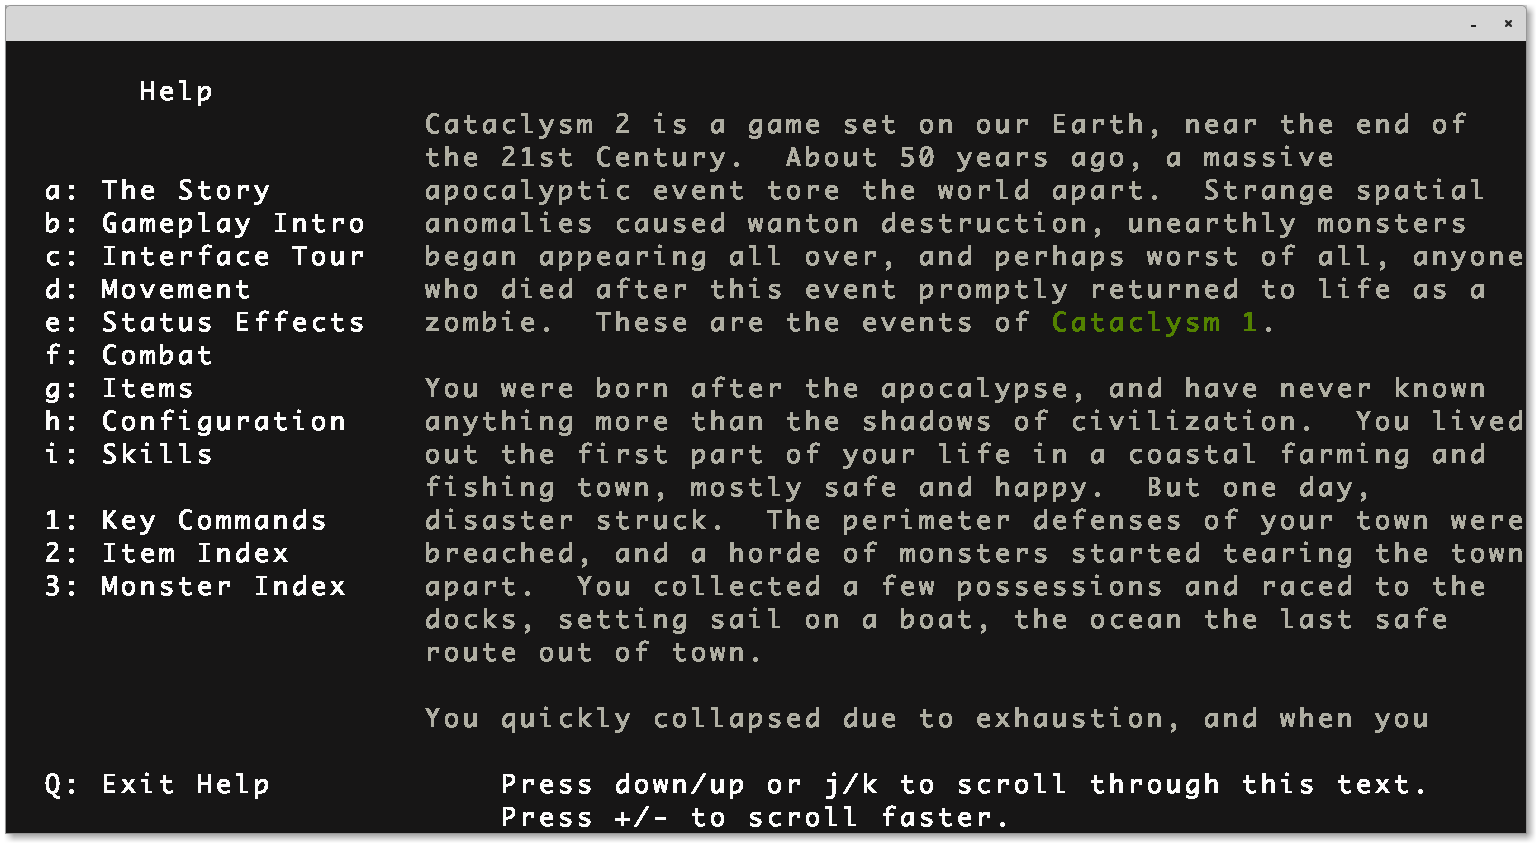 Help
a: The Story
b: Gameplay Intro
c: Interface Tour
d: Movement
e: Status Effects
f: Combat
g: Items
h: Configuration
i: Skills
1: Key Commands
2: Item Index
3: Monster Index
Q: Exit Help
Cataclysm 2 is a game set on our Earth, near the end of
the 21st Century.  About 50 years ago, a massive
apocalyptic event tore the world apart.  Strange spatial
anomalies caused wanton destruction, unearthly monsters
began appearing all over, and perhaps worst of all, anyone
who died after this event promptly returned to life as a
zombie.  These are the events of Cataclysm 1.
You were born after the apocalypse, and have never known
anything more than the shadows of civilization.  You lived
out the first part of your life in a coastal farming and
fishing town, mostly safe and happy.  But one day,
disaster struck.  The perimeter defenses of your town were
breached, and a horde of monsters started tearing the town
apart.  You collected a few possessions and raced to the
docks, setting sail on a boat, the ocean the last safe
route out of town.
You quickly collapsed due to exhaustion, and when you
Press down/up or j/k to scroll through this text.
Press +/- to scroll faster.